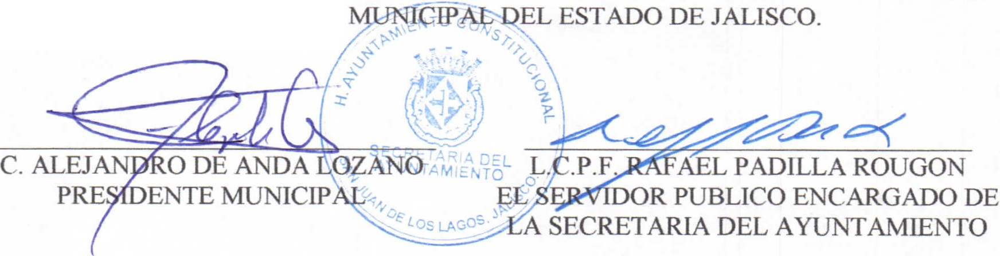 MUNICIPAL DEL ESTADO DE JALISCO.
H. AYUNTAMIENTO CONSTITUCIONAL
SECRETARIA DEL
AYUNTAMIENTO
SAN JUAN DE LOS LAGOS, JALISCO.
C. ALEJANDRO DE ANDA LOZANO
PRESIDENTE MUNICIPAL
L.C.P.F. RAFAEL PADILLA ROUGON
EL SERVIDOR PUBLICO ENCARGADO DE
LA SECRETARIA DEL AYUNTAMIENTO